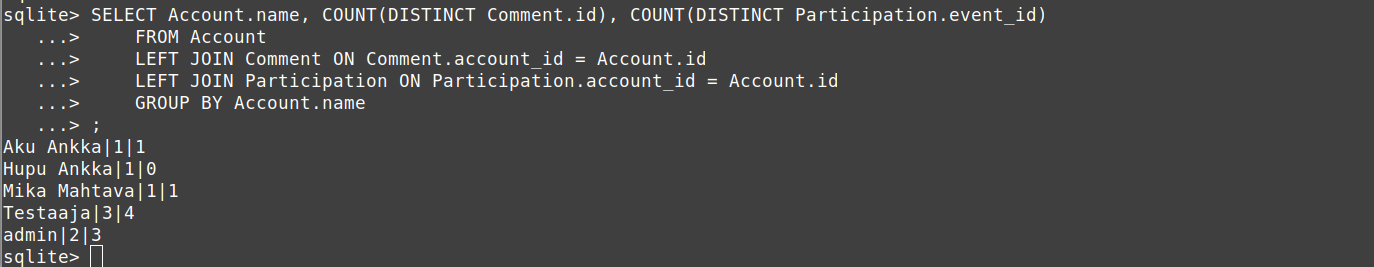 sqlite> SELECT Account.name, COUNT(DISTINCT Comment.id), COUNT(DISTINCT Participation.event_id)
   ...>     FROM Account
   ...>     LEFT JOIN Comment ON Comment.account_id = Account.id
   ...>     LEFT JOIN Participation ON Participation.account_id = Account.id
   ...>     GROUP BY Account.name
   ...> ;
Aku Ankka|1|1
Hupu Ankka|1|0
Mika Mahtava|1|1
Testaaja|3|4
admin|2|3
sqlite>